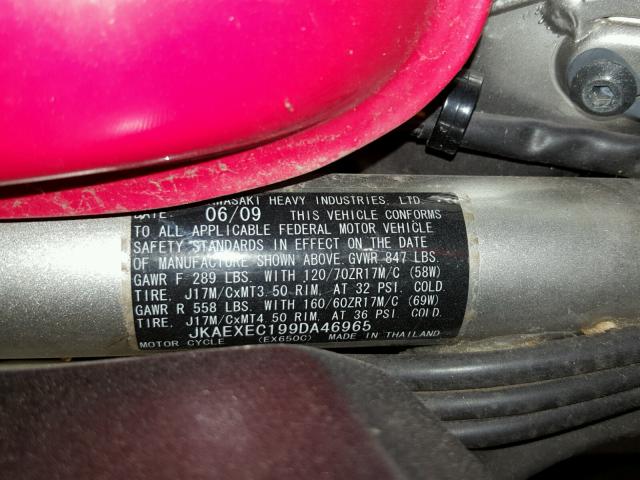 KAWASAKI HEAVY INDUSTRIES. LTD.
DATE: 06/09 THIS VEHICLE CONFORMS
TO ALL APPLICABLE FEDERAL MOTOR VEHICLE
SAFETY STANDARDS IN EFFECT ON THE DATE
OF MANUFACTURE SHOWN ABOVE. GVWR 847 LBS.
GAWR F 289 LBS. WITH 120/70ZR17M/C (58W)
TIRE. J17M/CxMT3.50 RIM. AT 32 PSI. COLD.
GAWR R 558 LBS. WITH 160/60ZR17M/C (69W)
TIRE. J17M/CxMT4.50 RIM. AT 36 PSI COLD.
JKAEXEC199DA46965
MOTOR CYCLE (EX650C) MADE IN THAILAND